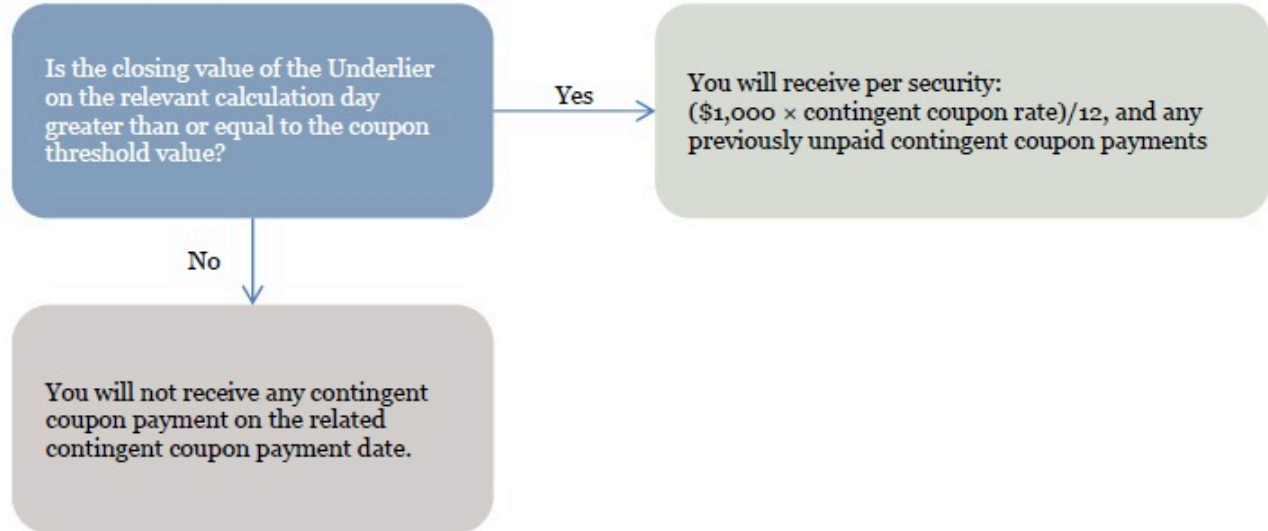 Is the closing value of the Underlier
on the relevant calculation day
greater than or equal to the coupon
threshold value?
Yes
You will receive per security:
($1,000 × contingent coupon rate)/12, and any
previously unpaid contingent coupon payments
No
You will not receive any contingent
coupon payment on the related
contingent coupon payment date.